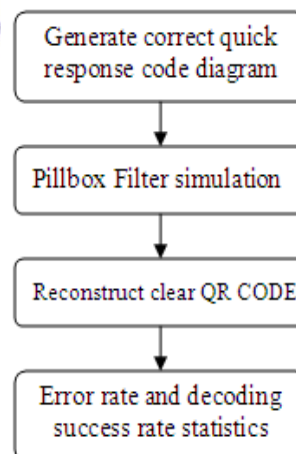 Generate correct quick
response code diagram
Pillbox Filter simulation
Reconstruct clear QR CODE
Error rate and decoding
success rate statistics